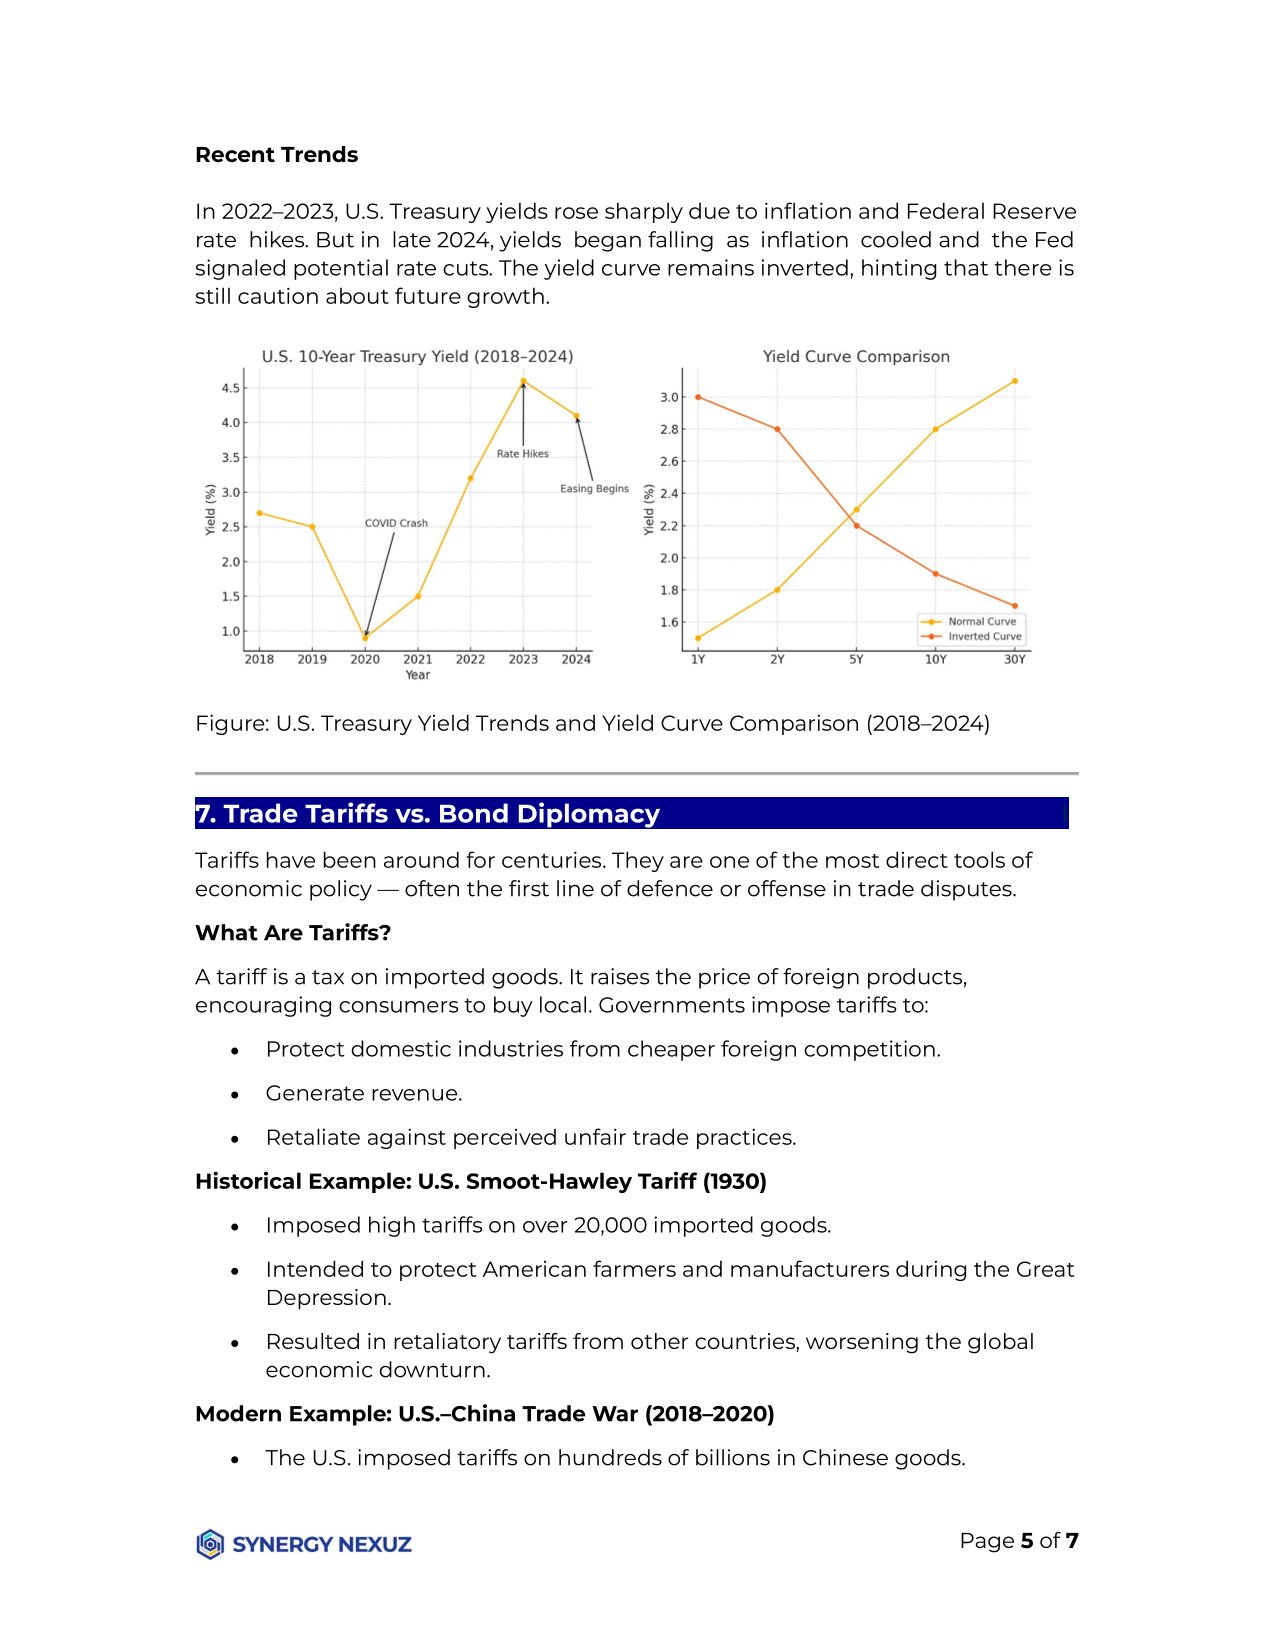 Recent Trends
In 2022–2023, U.S. Treasury yields rose sharply due to inflation and Federal Reserve
rate hikes. But in late 2024, yields began falling as inflation cooled and the Fed
signaled potential rate cuts. The yield curve remains inverted, hinting that there is
still caution about future growth.
U.S. 10-Year Treasury Yield (2018–2024)
Yield (%)
4.5
4.0
3.5
3.0
2.5
2.0
1.5
1.0
Rate Hikes
Easing Begins
COVID Crash
2018 2019 2020 2021 2022 2023 2024
Year
Yield Curve Comparison
Yield (%)
3.0
2.8
2.6
2.4
2.2
2.0
1.8
1.6
Normal Curve
Inverted Curve
1Y 2Y 5Y 10Y 30Y
Figure: U.S. Treasury Yield Trends and Yield Curve Comparison (2018–2024)
7. Trade Tariffs vs. Bond Diplomacy
Tariffs have been around for centuries. They are one of the most direct tools of
economic policy — often the first line of defence or offense in trade disputes.
What Are Tariffs?
A tariff is a tax on imported goods. It raises the price of foreign products,
encouraging consumers to buy local. Governments impose tariffs to:
• Protect domestic industries from cheaper foreign competition.
• Generate revenue.
• Retaliate against perceived unfair trade practices.
Historical Example: U.S. Smoot-Hawley Tariff (1930)
• Imposed high tariffs on over 20,000 imported goods.
• Intended to protect American farmers and manufacturers during the Great
Depression.
• Resulted in retaliatory tariffs from other countries, worsening the global
economic downturn.
Modern Example: U.S.–China Trade War (2018–2020)
• The U.S. imposed tariffs on hundreds of billions in Chinese goods.
SYNERGY NEXUZ
Page 5 of 7